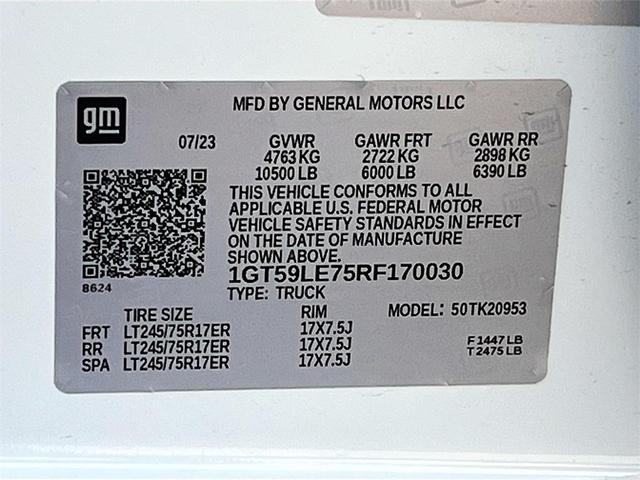 gm
MFD BY GENERAL MOTORS LLC
07/23 GVWR GAWR FRT GAWR RR
4763 KG 2722 KG 2898 KG
10500 LB 6000 LB 6390 LB
THIS VEHICLE CONFORMS TO ALL
APPLICABLE U.S. FEDERAL MOTOR
VEHICLE SAFETY STANDARDS IN EFFECT
ON THE DATE OF MANUFACTURE
SHOWN ABOVE.
8624
1GT59LE75RF170030
TYPE: TRUCK
TIRE SIZE RIM 50TK20953
FRT LT245/75R17ER 17X7.5J
RR LT245/75R17ER 17X7.5J
SPA LT245/75R17ER 17X7.5J
F1447 LB
T2475 LB